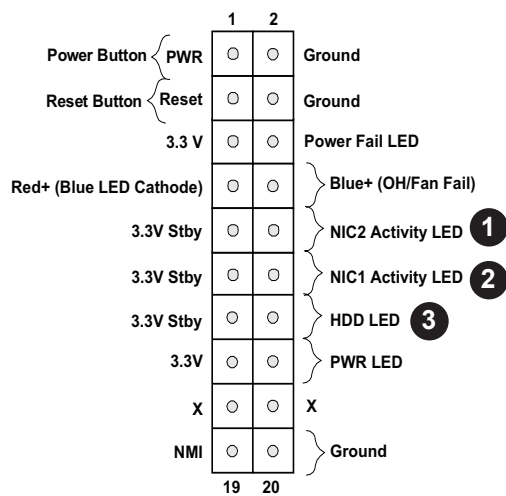 1 2
Power Button PWR Ground
Reset Button Reset Ground
3.3 V Power Fail LED
Red+ (Blue LED Cathode) Blue+ (OH/Fan Fail)
3.3V Stby NIC2 Activity LED 1
3.3V Stby NIC1 Activity LED 2
3.3V Stby HDD LED 3
3.3V PWR LED
X X
NMI Ground
19 20